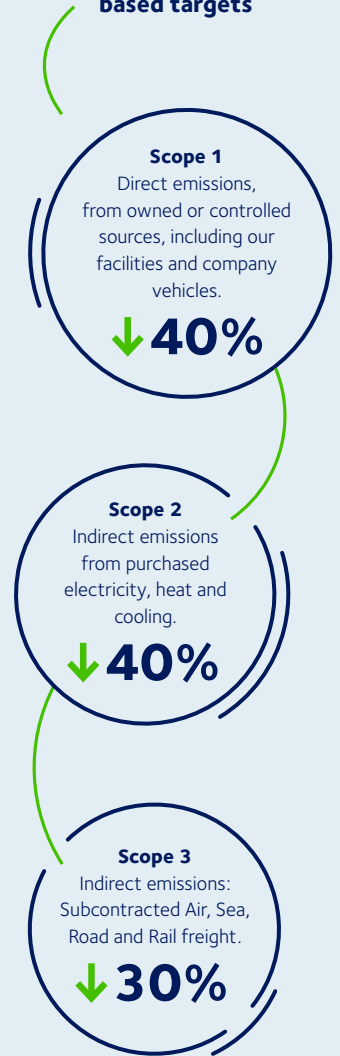 based targets
Scope 1
Direct emissions,
from owned or controlled
sources, including our
facilities and company
vehicles.
↓40%
Scope 2
Indirect emissions
from purchased
electricity, heat and
cooling.
↓40%
Scope 3
Indirect emissions:
Subcontracted Air, Sea,
Road and Rail freight.
↓30%